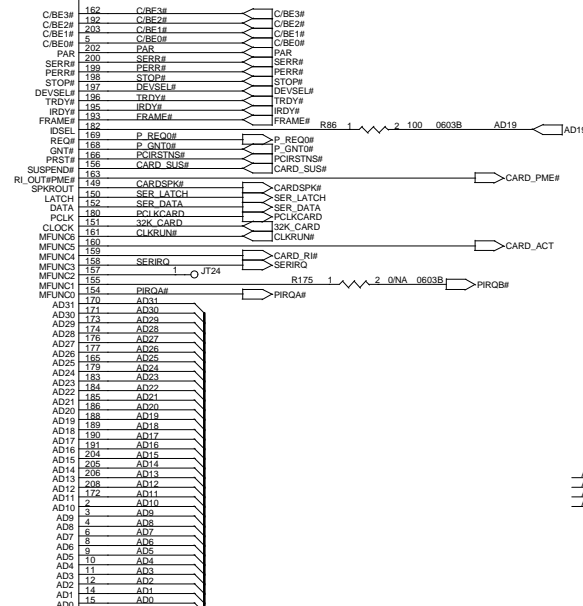 C/BE3# 162 C/BE3# C/BE3#
C/BE2# 192 C/BE2# C/BE2#
C/BE1# 203 C/BE1# C/BE1#
C/BE0# 5 C/BE0# C/BE0#
PAR 202 PAR PAR
SERR# 200 SERR# SERR#
PERR# 199 PERR# PERR#
STOP# 198 STOP# STOP#
DEVSEL# 197 DEVSEL# DEVSEL#
TRDY# 196 TRDY# TRDY#
IRDY# 195 IRDY# IRDY#
FRAME# 193 FRAME# FRAME#
IDSEL 182 R86 1 2 100 0603B AD19 AD19
REQ# 169 P_REQ0# P_REQ0#
GNT# 168 P_GNT0# P_GNT0#
PRST# 166 PCIRSTNS# PCIRSTNS#
SUSPEND# 156 CARD_SUS# CARD_SUS#
RI_OUT#PME# 163 CARD_PME#
SPKROUT 149 CARDSPK# CARDSPK#
LATCH 150 SER_LATCH SER_LATCH
DATA 152 SER_DATA SER_DATA
PCLK 180 PCLKCARD PCLKCARD
CLOCK 151 32K_CARD 32K_CARD
MFUNC6 161 CLKRUN# CLKRUN#
MFUNC5 160 CARD_ACT
MFUNC4 159 CARD_RI#
MFUNC3 158 SERIRQ SERIRQ
MFUNC2 157 1 JT24
MFUNC1 155 R175 1 2 0/NA 0603B PIRQB#
MFUNC0 154 PIRQA# PIRQA#
AD31 170 AD31
AD30 171 AD30
AD29 173 AD29
AD28 174 AD28
AD27 176 AD27
AD26 177 AD26
AD25 165 AD25
AD24 179 AD24
AD23 183 AD23
AD22 184 AD22
AD21 185 AD21
AD20 186 AD20
AD19 188 AD19
AD18 189 AD18
AD17 190 AD17
AD16 191 AD16
AD15 204 AD15
AD14 205 AD14
AD13 206 AD13
AD12 208 AD12
AD11 172 AD11
AD10 2 AD10
AD9 3 AD9
AD8 4 AD8
AD7 6 AD7
AD6 8 AD6
AD5 9 AD5
AD4 10 AD4
AD3 11 AD3
AD2 12 AD2
AD1 14 AD1
AD0 15 AD0